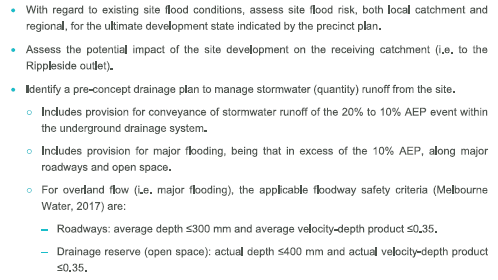 • With regard to existing site flood conditions, assess site flood risk, both local catchment and
regional, for the ultimate development state indicated by the precinct plan.
• Assess the potential impact of the site development on the receiving catchment (i.e. to the
Rippleside outlet).
• Identify a pre-concept drainage plan to manage stormwater (quantity) runoff from the site.
○ Includes provision for conveyance of stormwater runoff of the 20% to 10% AEP event within
the underground drainage system.
○ Includes provision for major flooding, being that in excess of the 10% AEP, along major
roadways and open space.
○ For overland flow (i.e. major flooding), the applicable floodway safety criteria (Melbourne
Water, 2017) are:
– Roadways: average depth ≤300 mm and average velocity-depth product ≤0.35.
– Drainage reserve (open space): actual depth ≤400 mm and actual velocity-depth product
≤0.35.